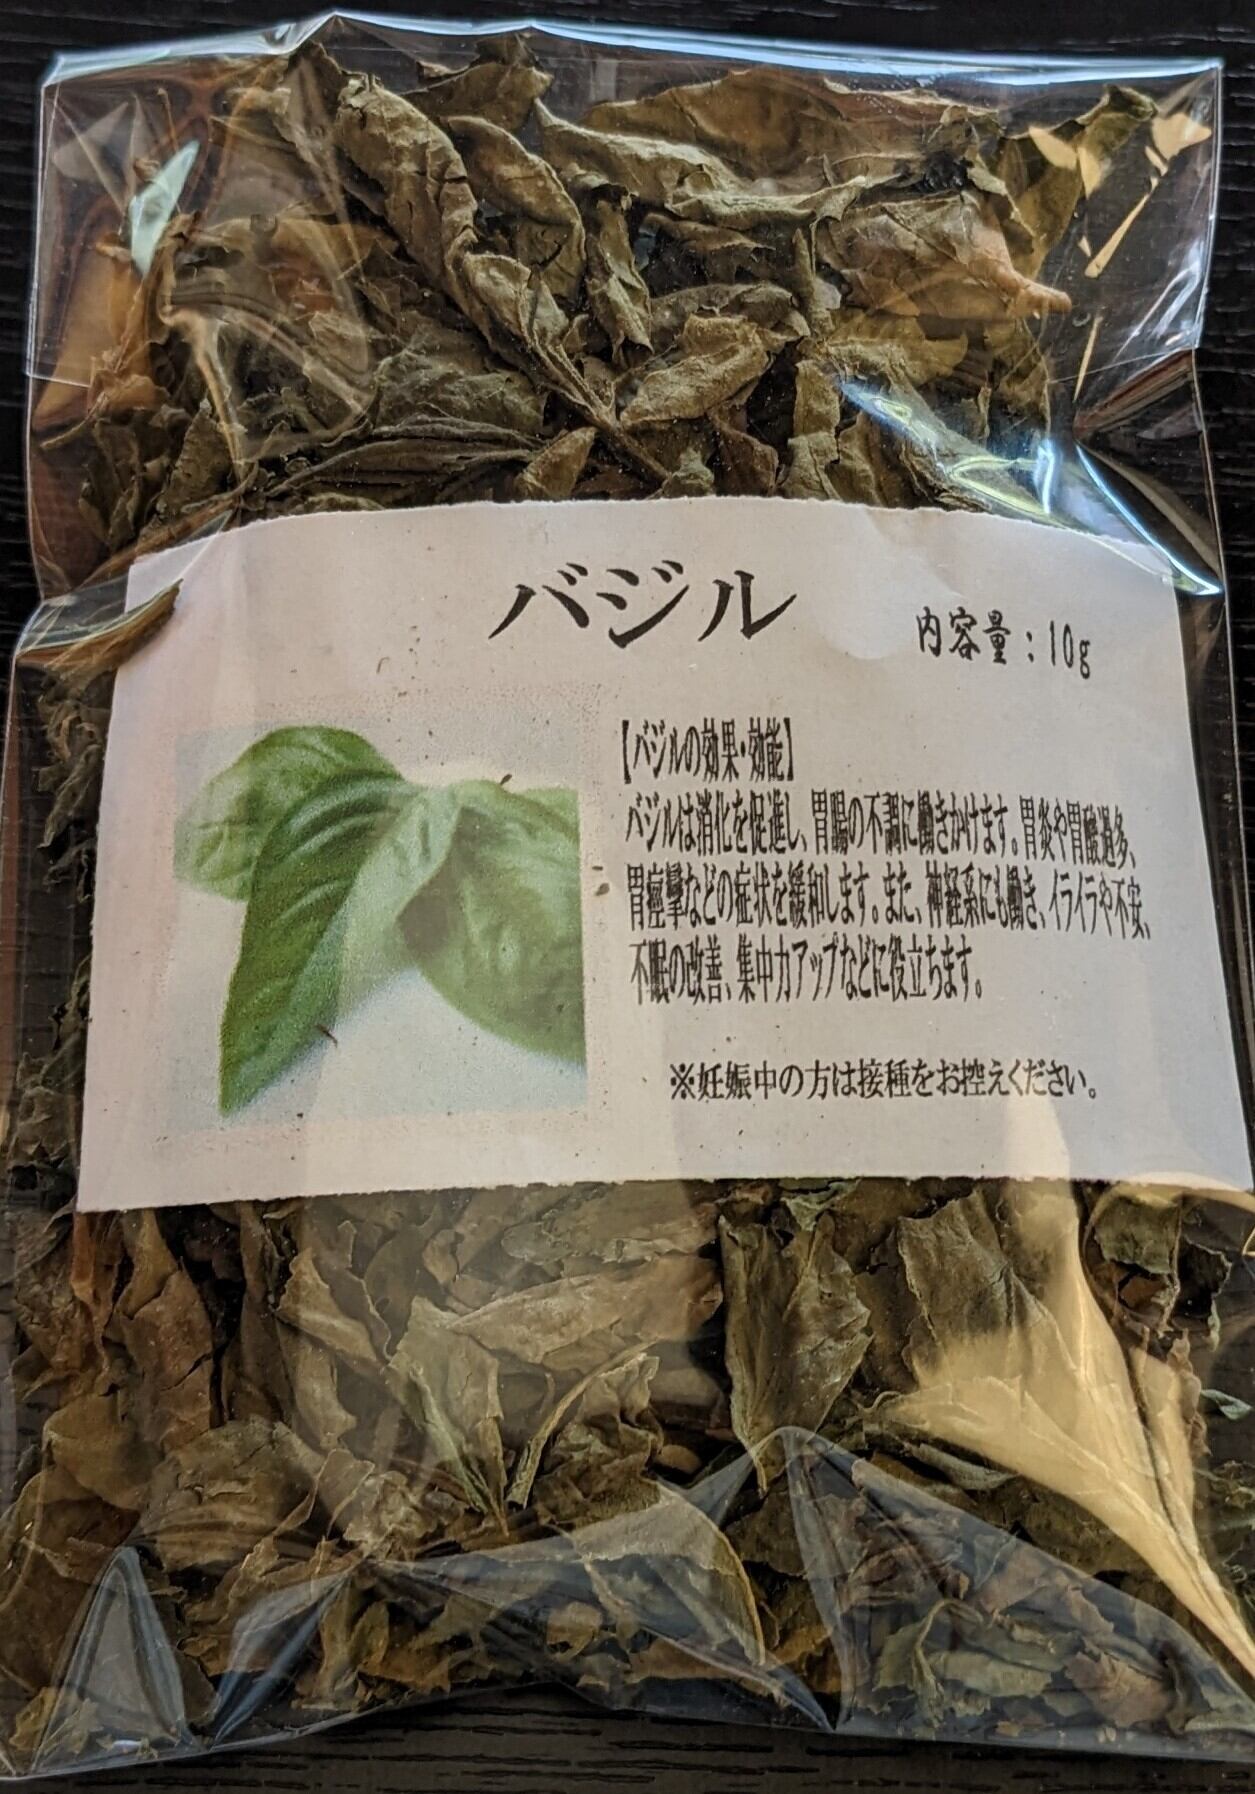 バジル
内容量：10g
【バジルの効果・効能】
バジルは消化を促進し、胃腸の不調に働きかけます。胃炎や胃酸過多、
胃痙攣などの症状を緩和します。また、神経系にも働き、イライラや不安、
不眠の改善、集中力アップなどに役立ちます。
※妊娠中の方は接種をお控えください。